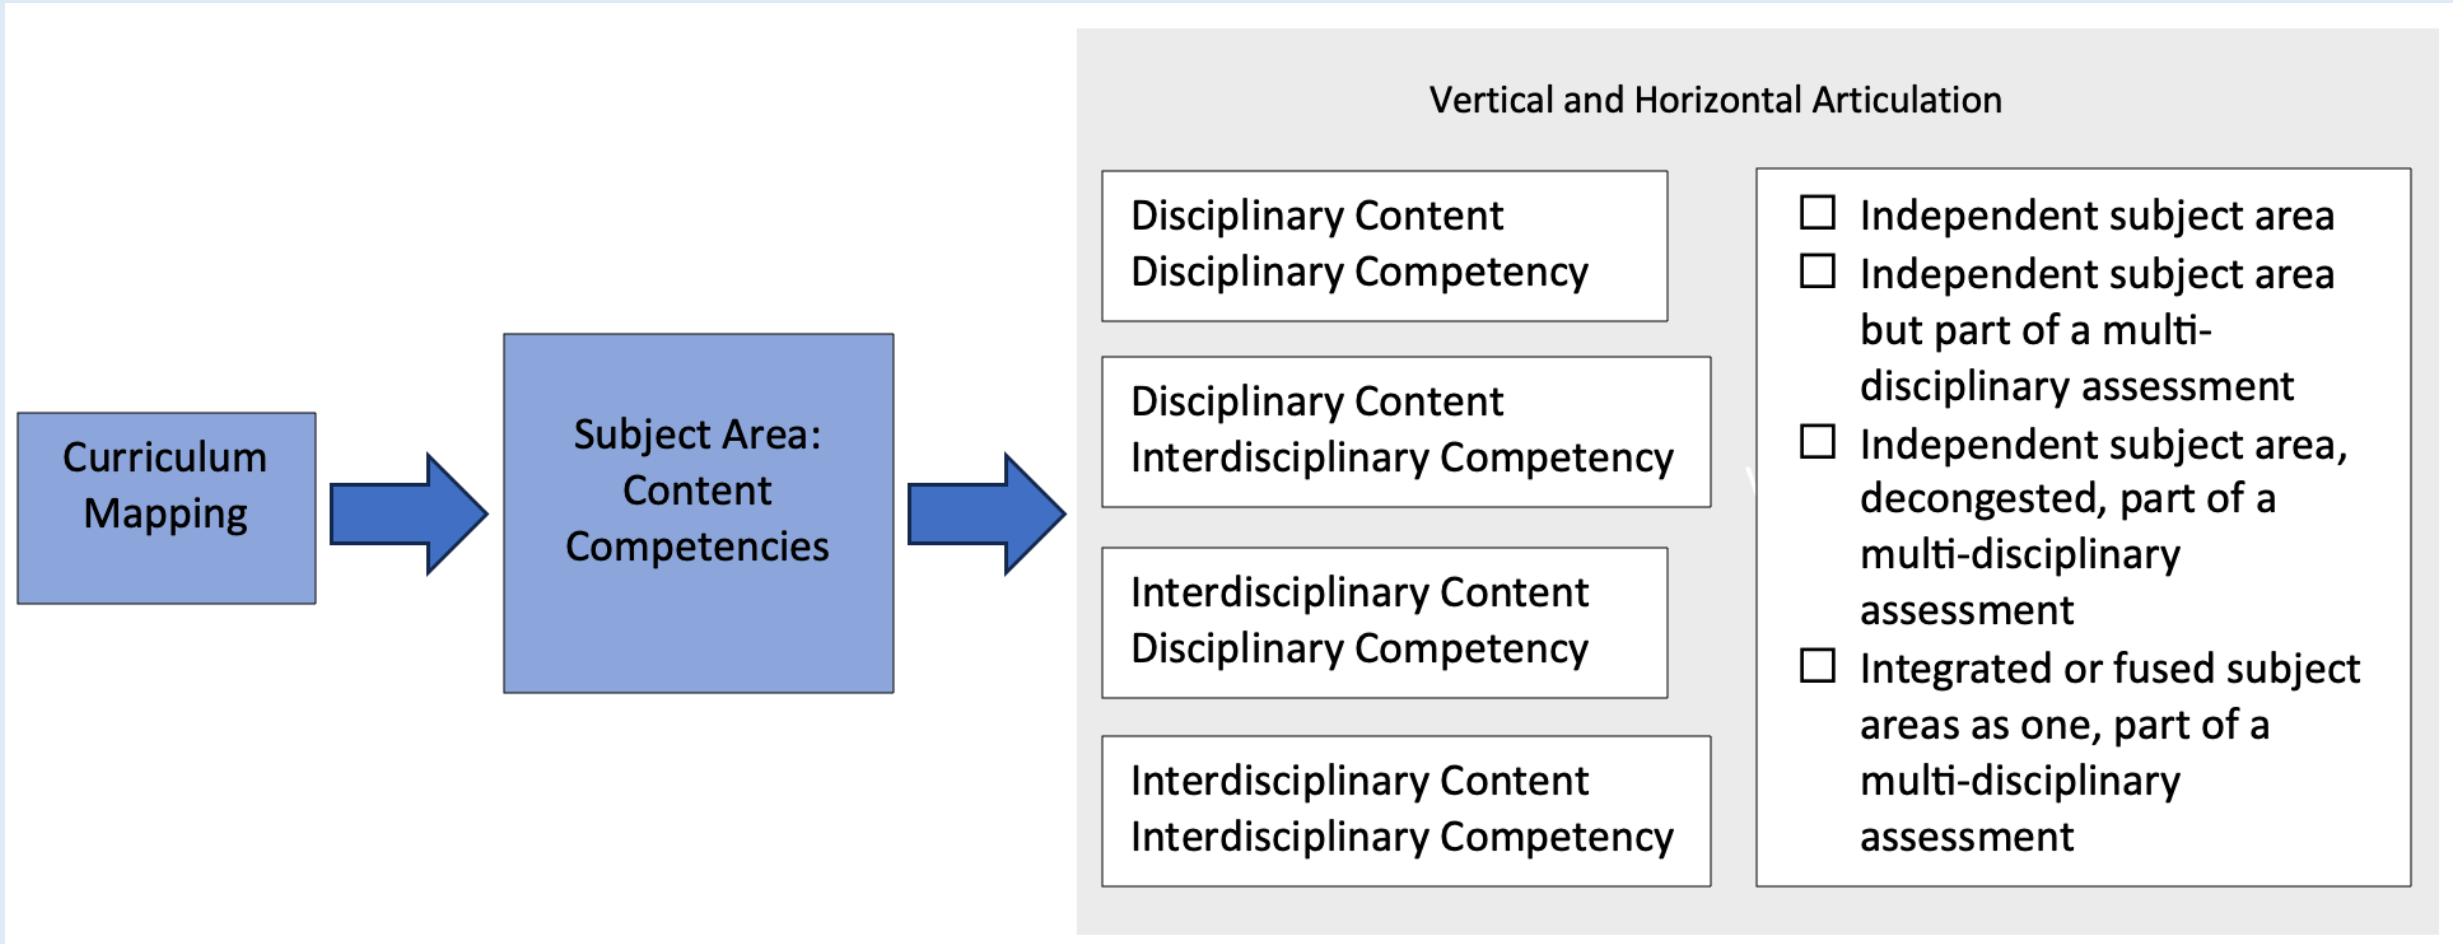 Vertical and Horizontal Articulation
Curriculum
Mapping
Subject Area:
Content
Competencies
Disciplinary Content
Disciplinary Competency
Disciplinary Content
Interdisciplinary Competency
Interdisciplinary Content
Disciplinary Competency
Interdisciplinary Content
Interdisciplinary Competency
☐ Independent subject area
☐ Independent subject area
but part of a multi-
disciplinary assessment
☐ Independent subject area,
decongested, part of a
multi-disciplinary
assessment
☐ Integrated or fused subject
areas as one, part of a
multi-disciplinary
assessment